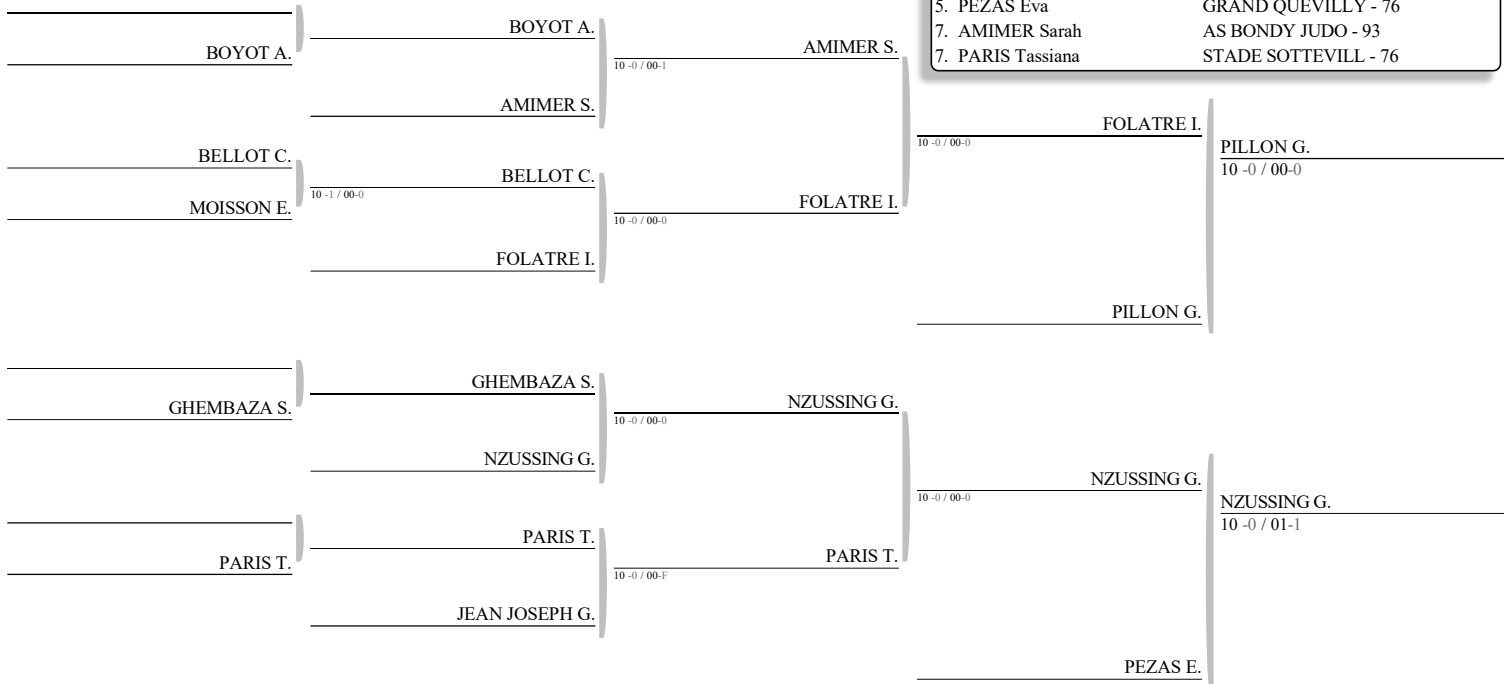 5. PEZAS Eva GRAND QUEVILLY - 76
7. AMIMER Sarah AS BONDY JUDO - 93
7. PARIS Tassiana STADE SOTTEVILL - 76
BOYOT A.
BELLOT C.
MOISSON E.
GHEMBAZA S.
PARIS T.
BOYOT A.
AMIMER S.
BELLOT C.
10 -1 / 00-0
FOLATRE I.
GHEMBAZA S.
NZUSSING G.
PARIS T.
JEAN JOSEPH G.
AMIMER S.
10 -0 / 00-1
FOLATRE I.
10 -0 / 00-0
NZUSSING G.
10 -0 / 00-0
PARIS T.
10 -0 / 00-F
FOLATRE I.
10 -0 / 00-0
PILLON G.
NZUSSING G.
10 -0 / 00-0
PEZAS E.
PILLON G.
10 -0 / 00-0
NZUSSING G.
10 -0 / 01-1